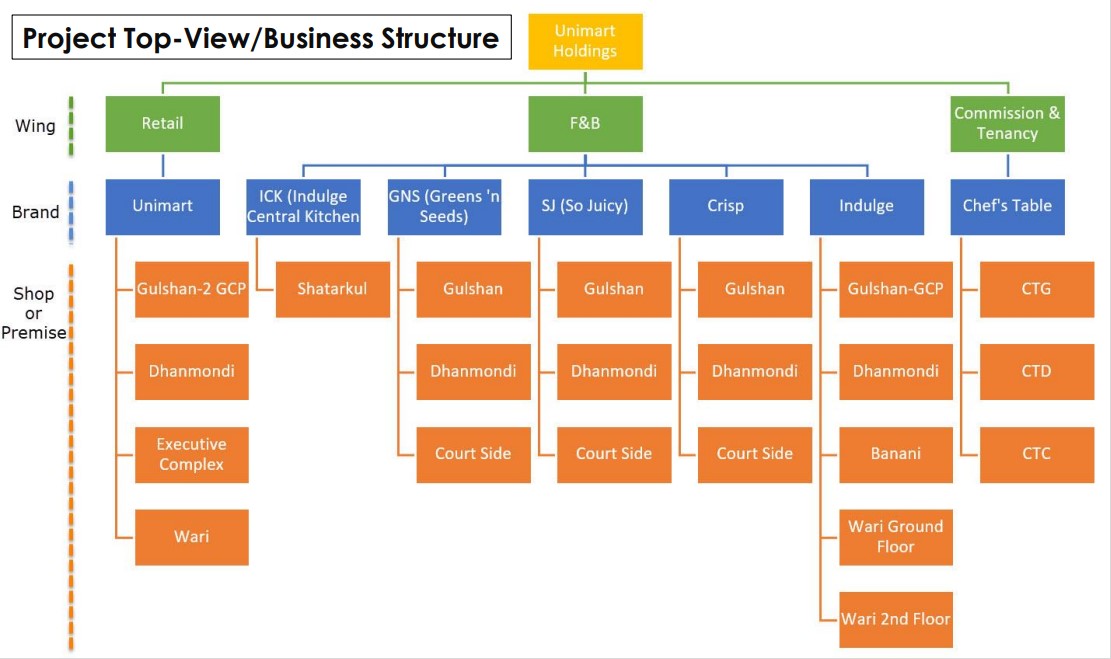 Project Top-View/Business Structure
Unimart
Holdings
Wing
Retail
F&B
Commission &
Tenancy
Brand
Unimart
ICK (Indulge
Central Kitchen
GNS (Greens 'n
Seeds)
SJ (So Juicy)
Crisp
Indulge
Chef's Table
Shop
or
Premise
Gulshan-2 GCP
Shatarkul
Gulshan
Gulshan
Gulshan
Gulshan-GCP
CTG
Dhanmondi
Dhanmondi
Dhanmondi
Dhanmondi
Dhanmondi
CTD
Executive
Complex
Court Side
Court Side
Court Side
Banani
CTC
Wari
Wari Ground
Floor
Wari 2nd Floor